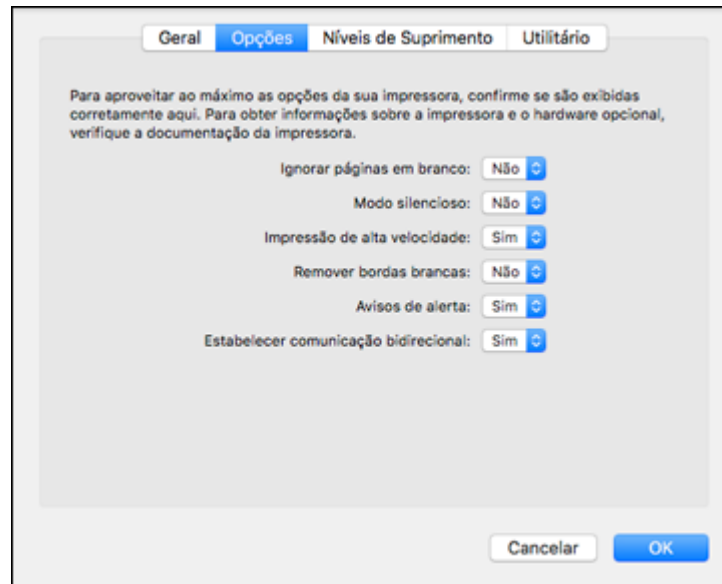 Geral Opções Níveis de Suprimento Utilitário
Para aproveitar ao máximo as opções da sua impressora, confirme se são exibidas
corretamente aqui. Para obter informações sobre a impressora e o hardware opcional,
verifique a documentação da impressora.
Ignorar páginas em branco: Não
Modo silencioso: Não
Impressão de alta velocidade: Sim
Remover bordas brancas: Não
Avisos de alerta: Sim
Estabelecer comunicação bidirecional: Sim
Cancelar OK